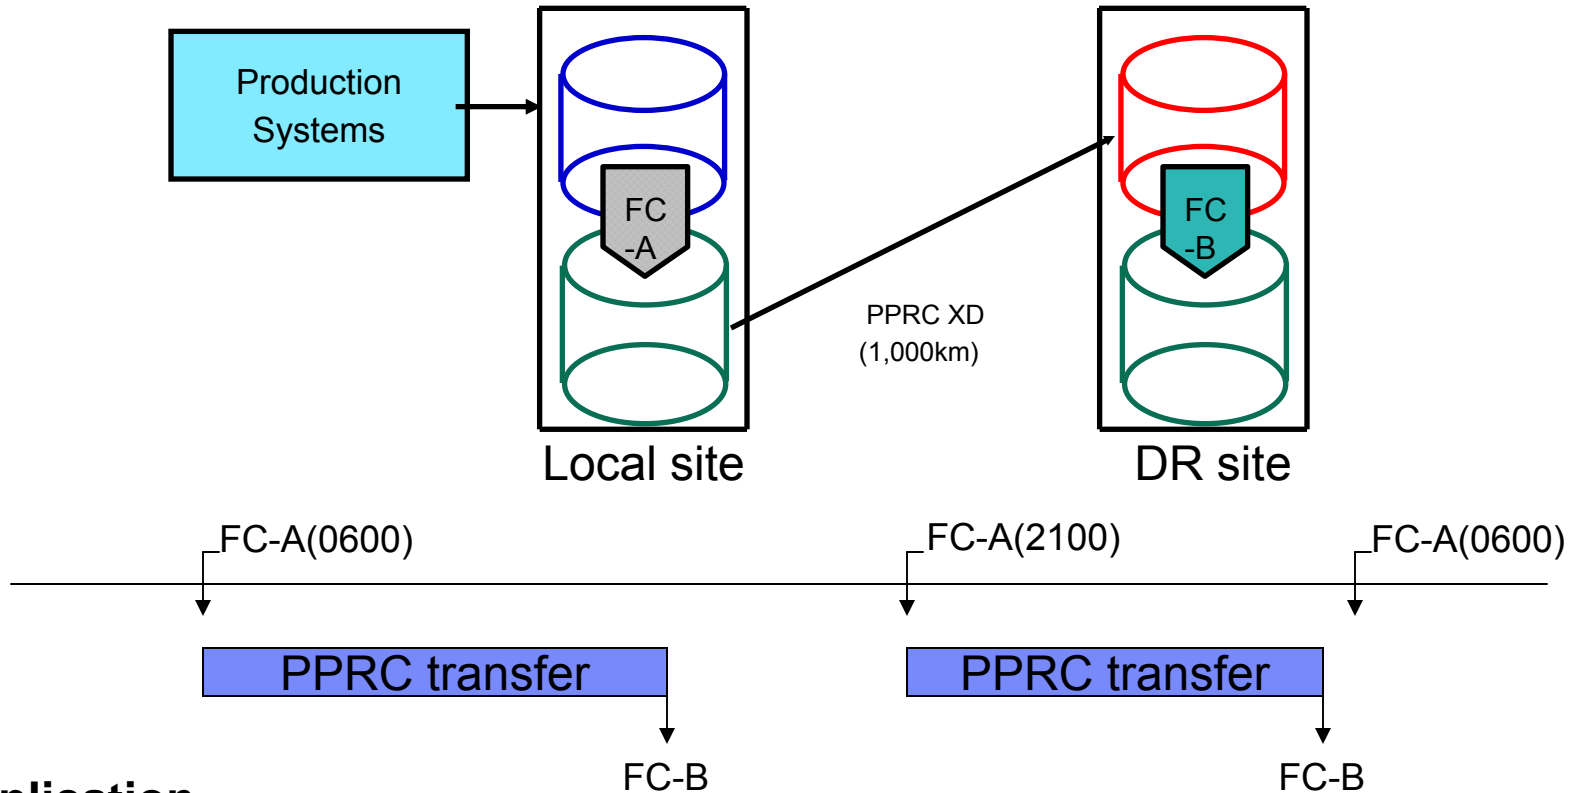 Production
Systems
FC
-A
FC
-B
PPRC XD
(1,000km)
Local site
DR site
FC-A(0600)
FC-A(2100)
FC-A(0600)
PPRC transfer
PPRC transfer
FC-B
FC-B